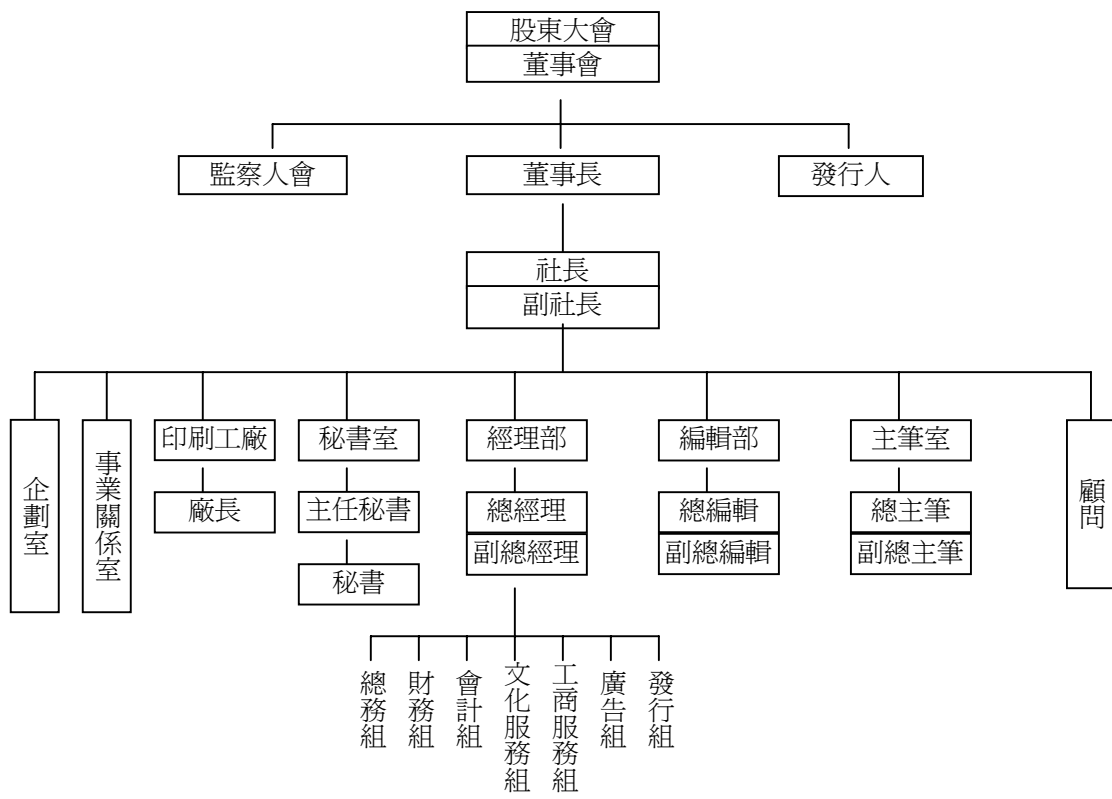 股東大會
董事會
監察人會
董事長
發行人
社長
副社長
企劃室
事業關係室
印刷工廠
廠長
秘書室
主任秘書
秘書
經理部
總經理
副總經理
編輯部
總編輯
副總編輯
主筆室
總主筆
副總主筆
顧問
總務組
財務組
會計組
文化服務組
工商服務組
廣告組
發行組